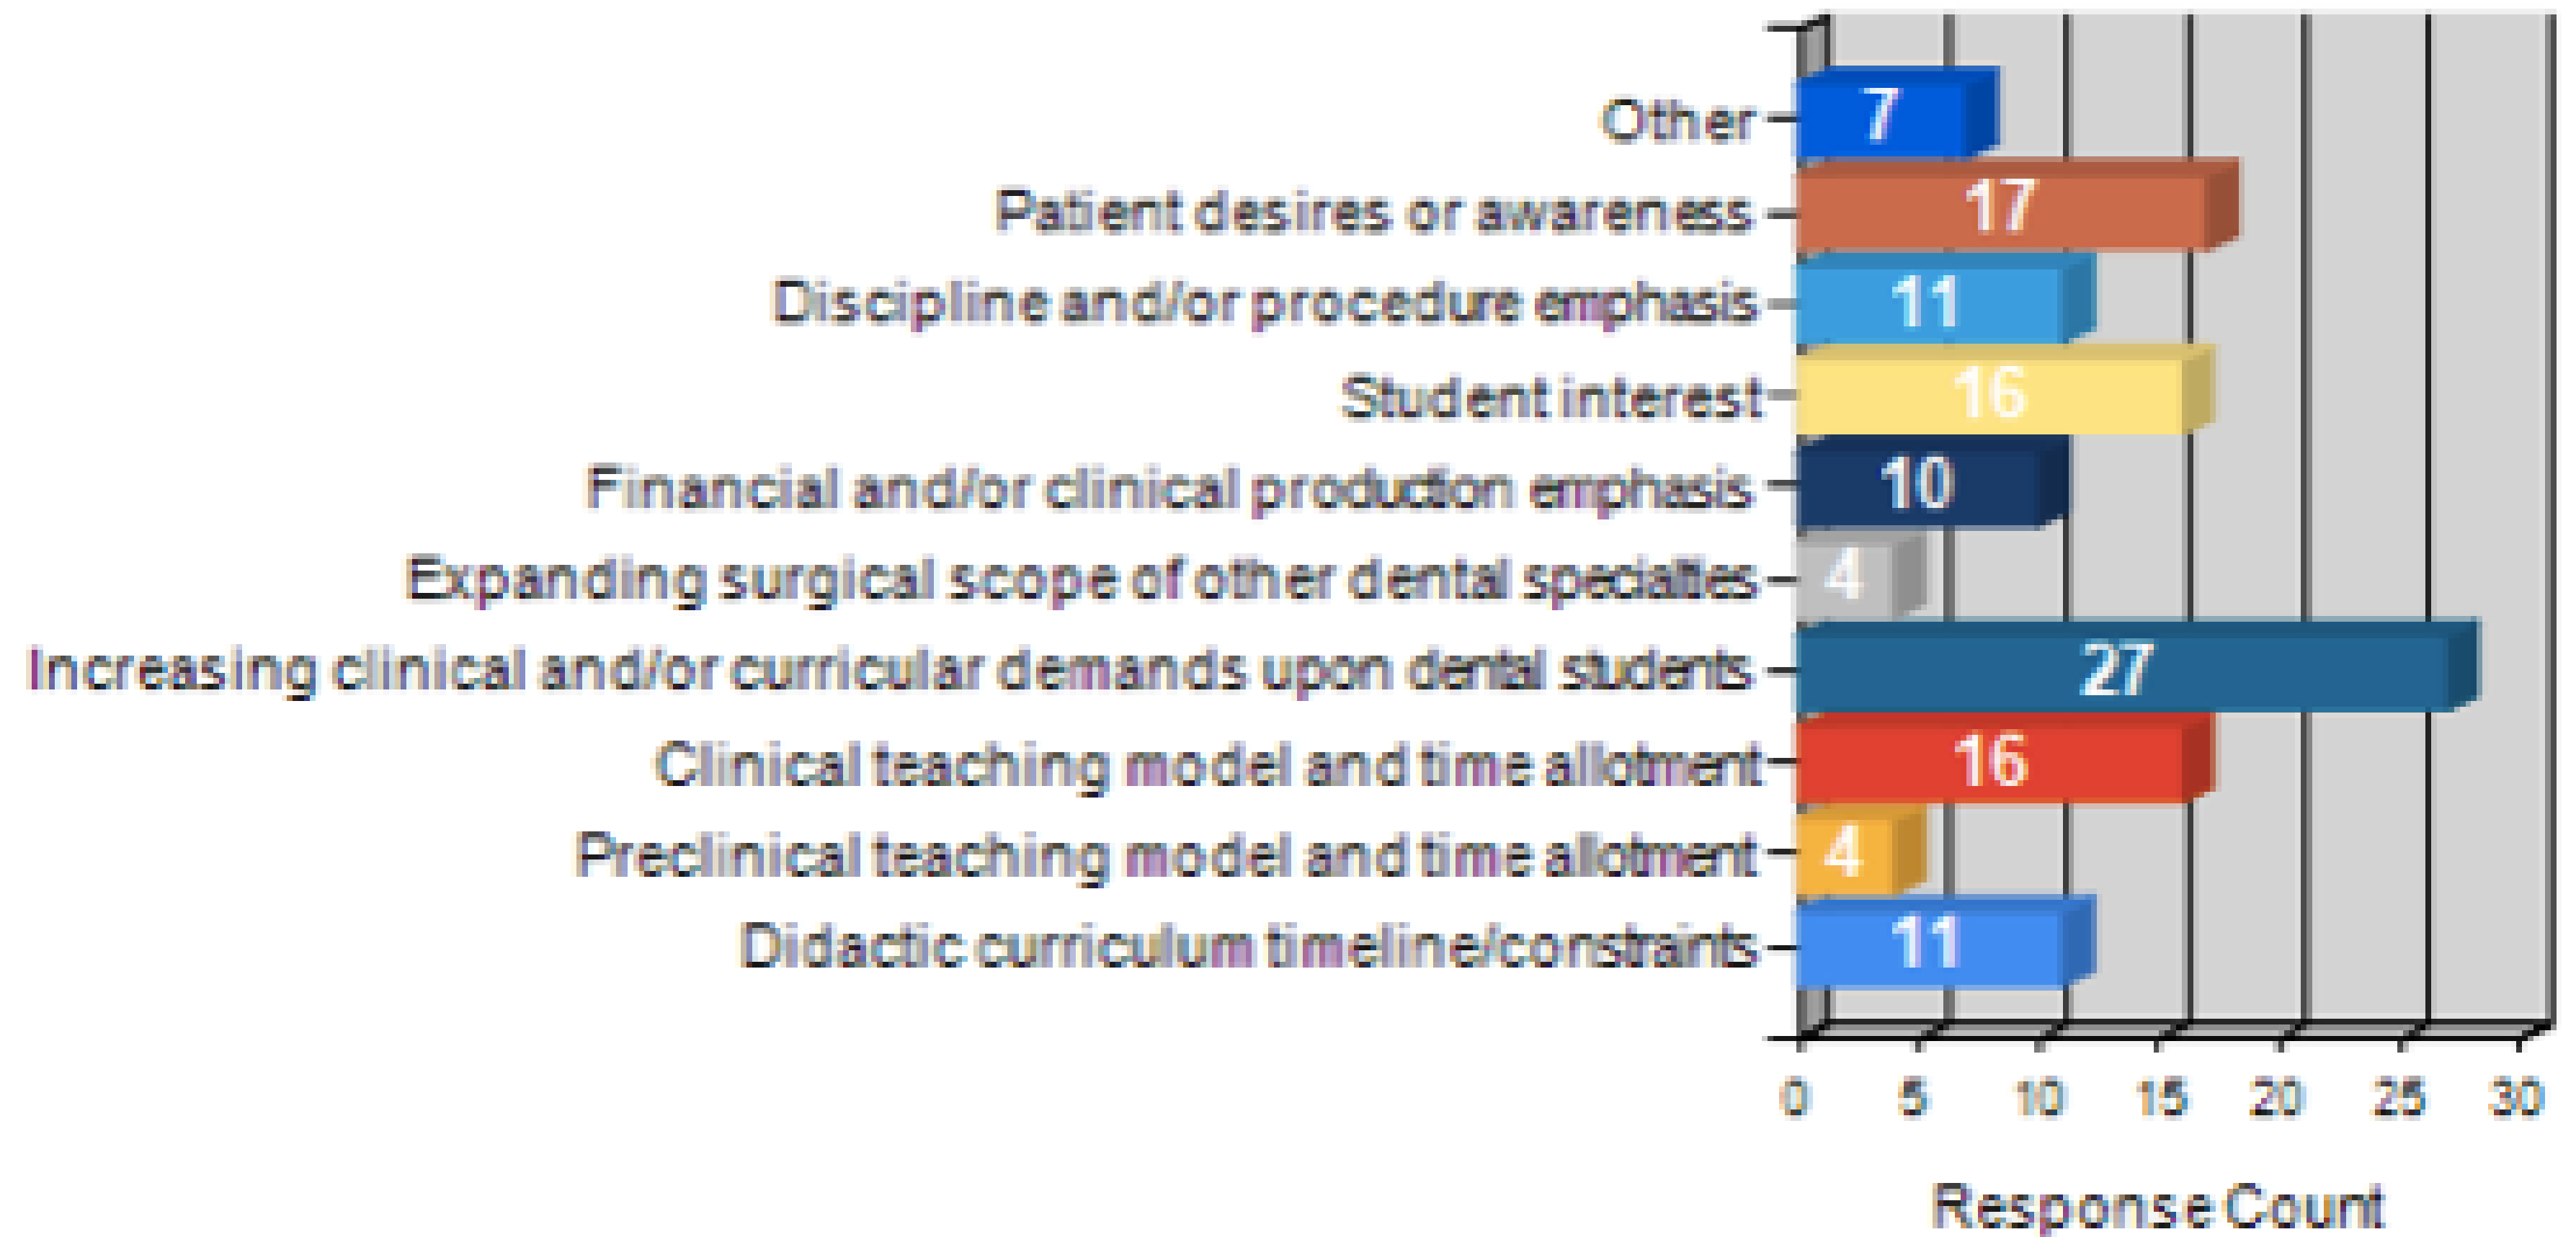 Other 7
Patient desires or awareness 17
Discipline and/or procedure emphasis 11
Student interest 16
Financial and/or clinical production emphasis 10
Expanding surgical scope of other dental specialties 4
Increasing clinical and/or curricular demands upon dental students 27
Clinical teaching model and time allotment 16
Preclinical teaching model and time allotment 4
Didactic curriculum timeline/constraints 11
0 5 10 15 20 25 30
Response Count